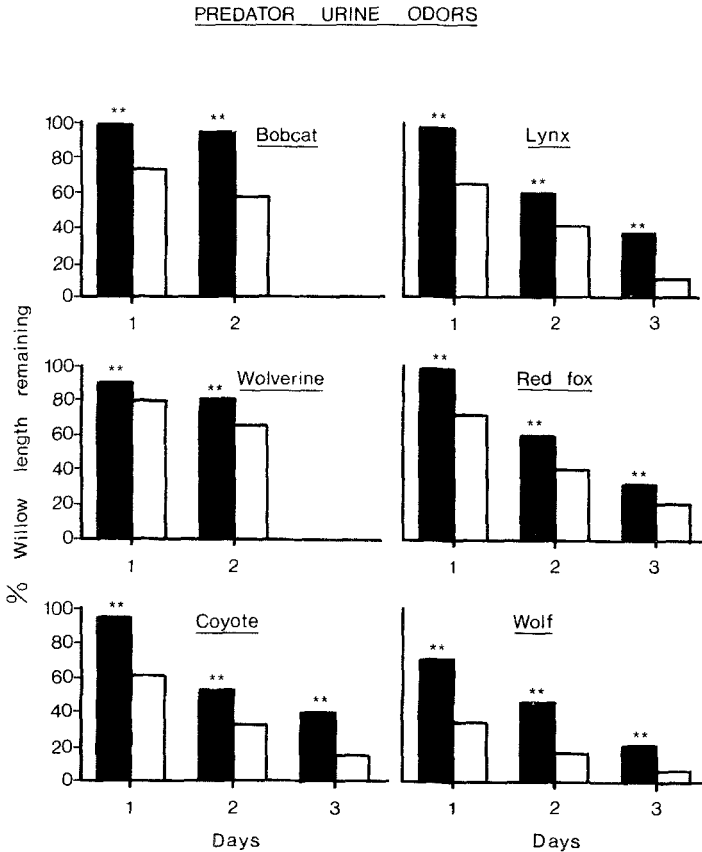 PREDATOR URINE ODORS
% Willow length remaining
Bobcat
100
80
60
40
20
0
** **
1 2
Lynx
** ** **
1 2 3
Wolverine
100
80
60
40
20
0
** **
1 2
Red fox
** ** **
1 2 3
Coyote
100
80
60
40
20
0
** ** **
1 2 3
Days
Wolf
** ** **
1 2 3
Days